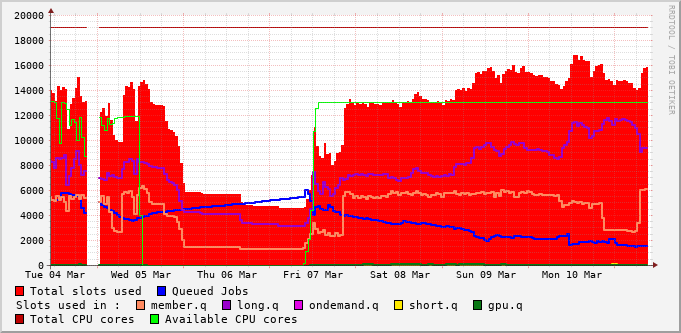 20000
18000
16000
14000
12000
10000
8000
6000
4000
2000
0
Tue 04 Mar Wed 05 Mar Thu 06 Mar Fri 07 Mar Sat 08 Mar Sun 09 Mar Mon 10 Mar
Total slots used Queued Jobs
Slots used in : member.q long.q ondemand.q short.q gpu.q
Total CPU cores Available CPU cores
RRDTOOL / TOBI OETIKER